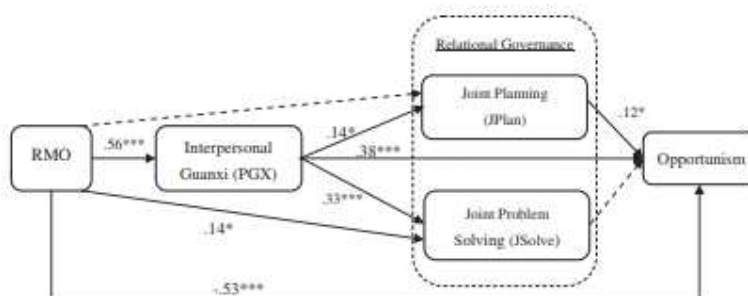 Relational Governance
Joint Planning
(JPlan)
.12*
.14*
.56***
RMO
Interpersonal
Guanxi (PGX)
.38***
Opportunism
.33***
Joint Problem
Solving (JSolve)
.14*
-.53***